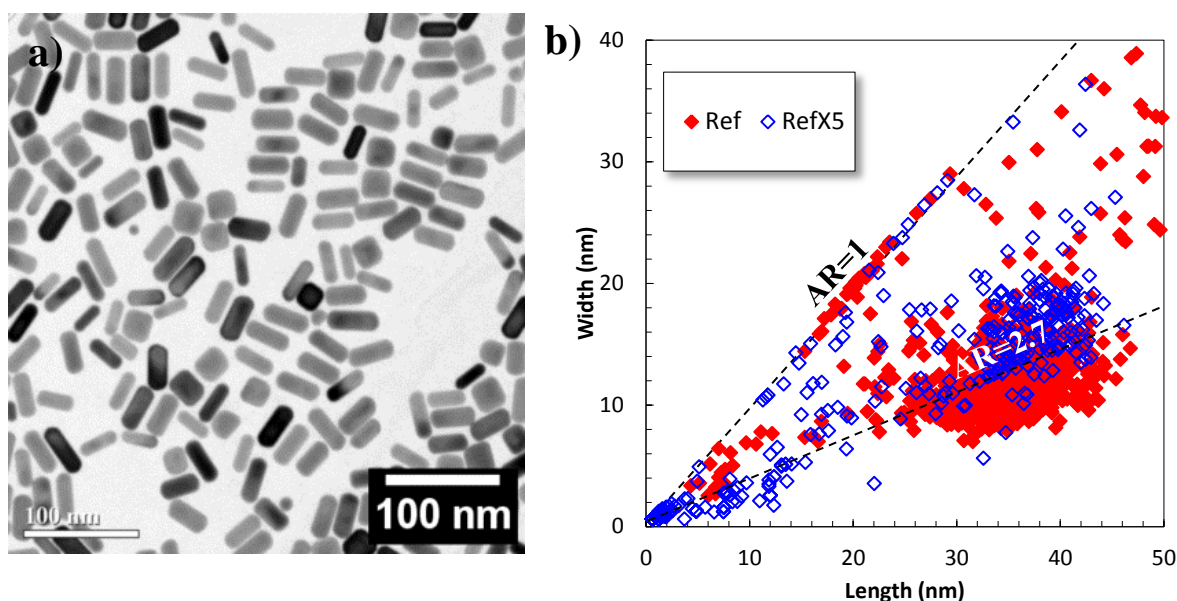 a)
100 nm
100 nm
b)
40
30
20
10
0
Width (nm)
Ref RefX5
AR=1
AR=2.7
0 10 20 30 40 50
Length (nm)